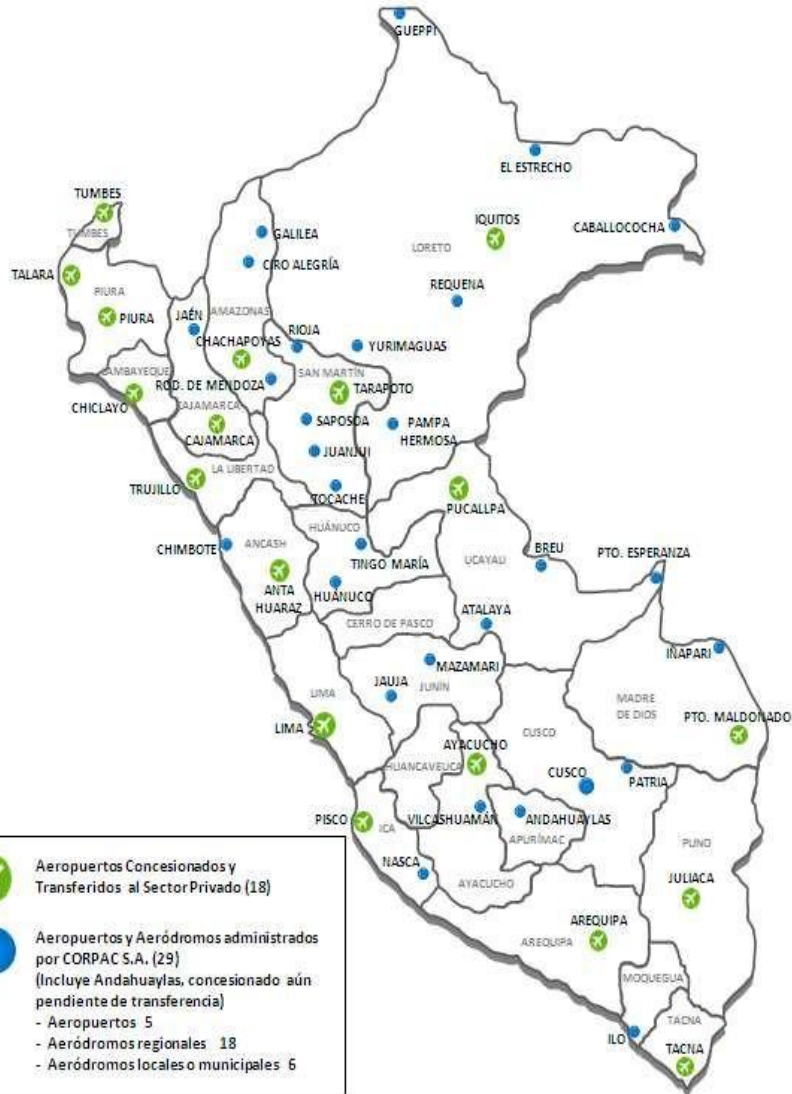 GUEPPI
EL ESTRECHO
TUMBES
TUMBES
IQUITOS
CABALLOCOCHA
GALILEA
LORETO
TALARA
CIRO ALEGRÍA
PIURA
REQUENA
PIURA
JAÉN
AMAZONAS
RIOJA
CHACHAPOYAS
YURIMAGUAS
LAMBAYEQUE
SAN MARTÍN
ROD. DE MENDOZA
TARAPOTO
CHICLAYO
CAJAMARCA
SAPOSOA
PAMPA
HERMOSA
CAJAMARCA
JUANJUI
LA LIBERTAD
TRUJILLO
TOCACHE
PUCALLPA
HUÁNUCO
CHIMBOTE
ANCASH
TINGO MARÍA
UCAYALI
BREU
PTO. ESPERANZA
ANTA
HUARAZ
HUÁNUCO
ATALAYA
CERRO DE PASCO
IÑAPARI
MAZAMARI
JAUJA
JUNÍN
LIMA
MADRE
DE DIOS
PTO. MALDONADO
LIMA
CUSCO
AYACUCHO
HUANCAVELICA
CUSCO
PATRIA
PISCO
ICA
VILCASHUAMÁN
ANDAHUAYLAS
APURÍMAC
PUNO
NASCA
AYACUCHO
JULIACA
AREQUIPA
AREQUIPA
MOQUEGUA
TACNA
ILO
TACNA
Aeropuertos Concesionados y
Transferidos al Sector Privado (18)
Aeropuertos y Aeródromos administrados
por CORPAC S.A. (29)
(Incluye Andahuaylas, concesionado aún
pendiente de transferencia)
- Aeropuertos 5
- Aeródromos regionales 18
- Aeródromos locales o municipales 6